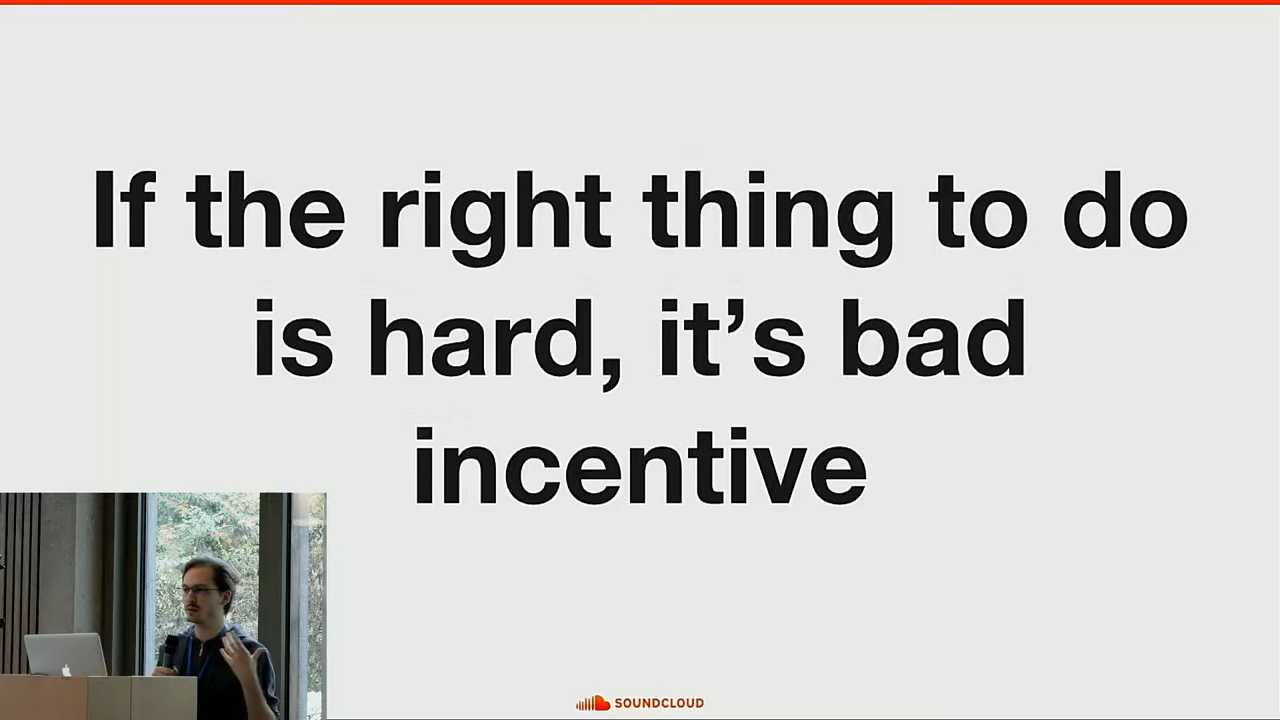 If the right thing to do
is hard, it’s bad
incentive
SOUNDCLOUD